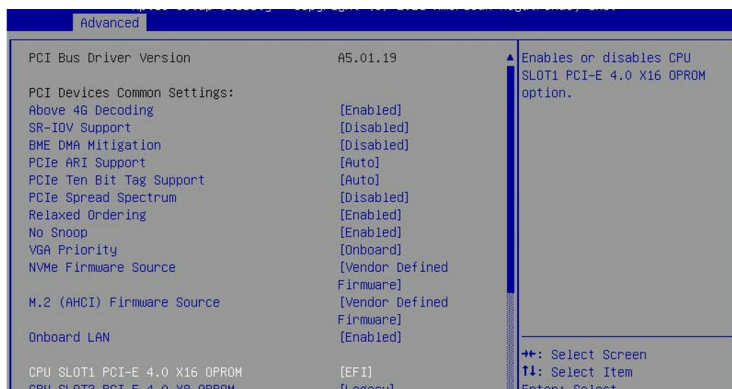 Advanced
PCI Bus Driver Version A5.01.19
Enables or disables CPU
SLOT1 PCI-E 4.0 X16 OPROM
option.
PCI Devices Common Settings:
Above 4G Decoding [Enabled]
SR-IOV Support [Disabled]
BME DMA Mitigation [Disabled]
PCIe ARI Support [Auto]
PCIe Ten Bit Tag Support [Auto]
PCIe Spread Spectrum [Disabled]
Relaxed Ordering [Enabled]
No Snoop [Enabled]
VGA Priority [Onboard]
NVMe Firmware Source [Vendor Defined
Firmware]
M.2 (AHCI) Firmware Source [Vendor Defined
Firmware]
Onboard LAN [Enabled]
CPU SLOT1 PCI-E 4.0 X16 OPROM [EFI]
→←: Select Screen
↑↓: Select Item
Enter: Select